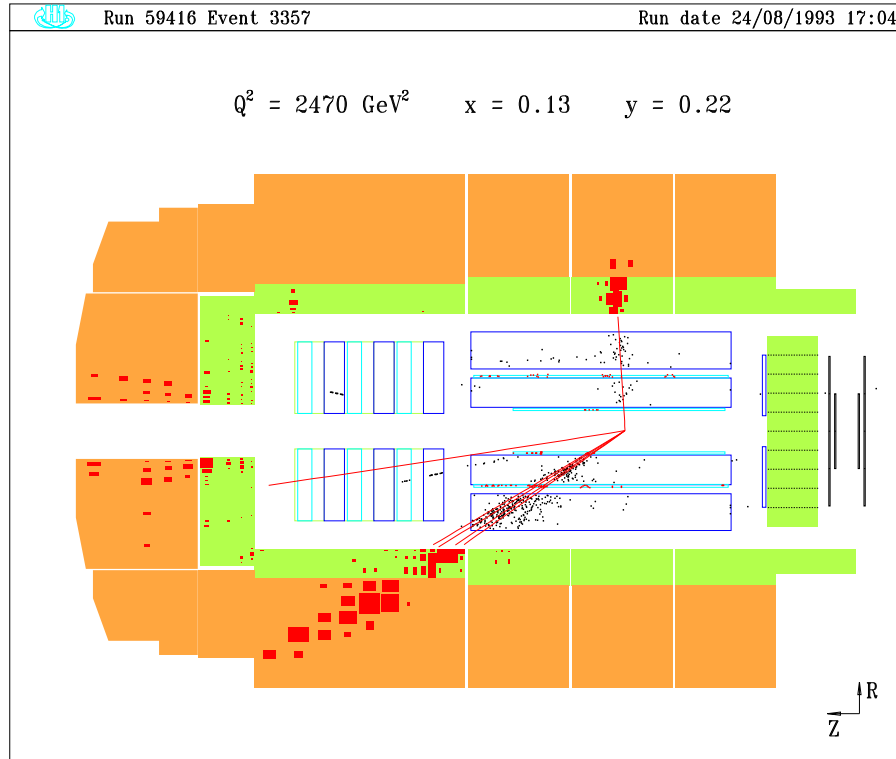 Run 59416 Event 3357 Run date 24/08/1993 17:04
Q² = 2470 GeV² x = 0.13 y = 0.22
R
Z